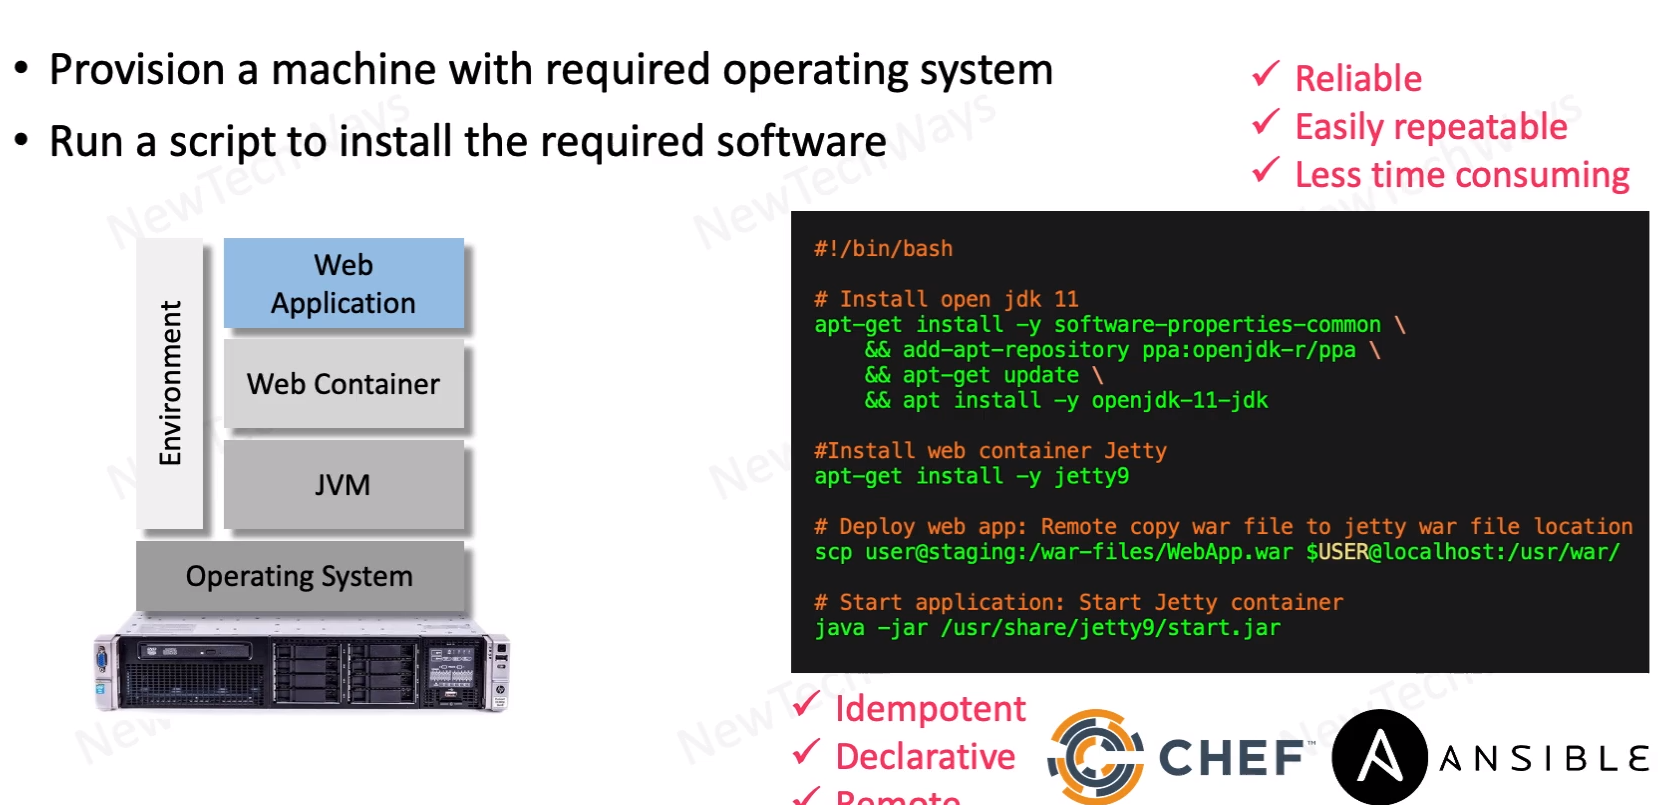 • Provision a machine with required operating system
• Run a script to install the required software
✓ Reliable
✓ Easily repeatable
✓ Less time consuming
Environment
Web
Application
Web Container
JVM
Operating System
#!/bin/bash
# Install open jdk 11
apt-get install -y software-properties-common \
&& add-apt-repository ppa:openjdk-r/ppa \
&& apt-get update \
&& apt install -y openjdk-11-jdk
#Install web container Jetty
apt-get install -y jetty9
# Deploy web app: Remote copy war file to jetty war file location
scp user@staging:/war-files/WebApp.war $USER@localhost:/usr/war/
# Start application: Start Jetty container
java -jar /usr/share/jetty9/start.jar
✓ Idempotent
✓ Declarative
✓ Remote
CHEF™
ANSIBLE
NewTechWays
NewTechWays
NewTechWays